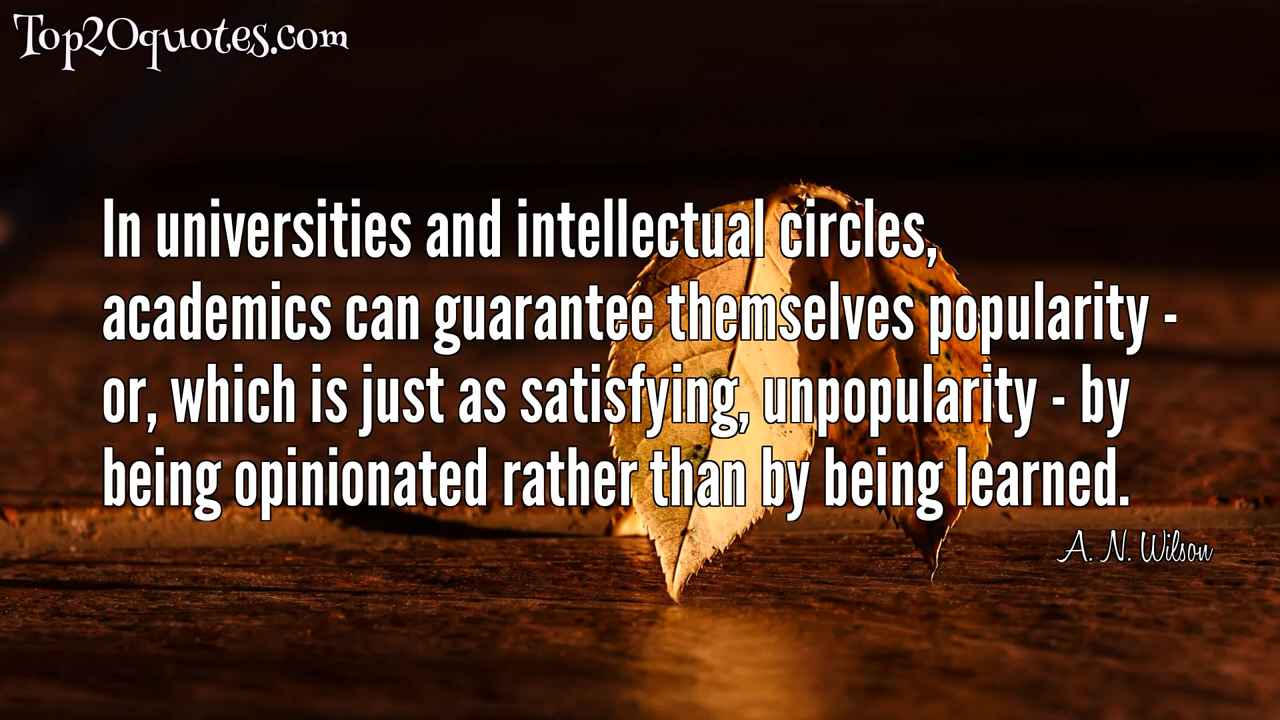 Top20quotes.com
In universities and intellectual circles,
academics can guarantee themselves popularity -
or, which is just as satisfying, unpopularity - by
being opinionated rather than by being learned.
A. N. Wilson